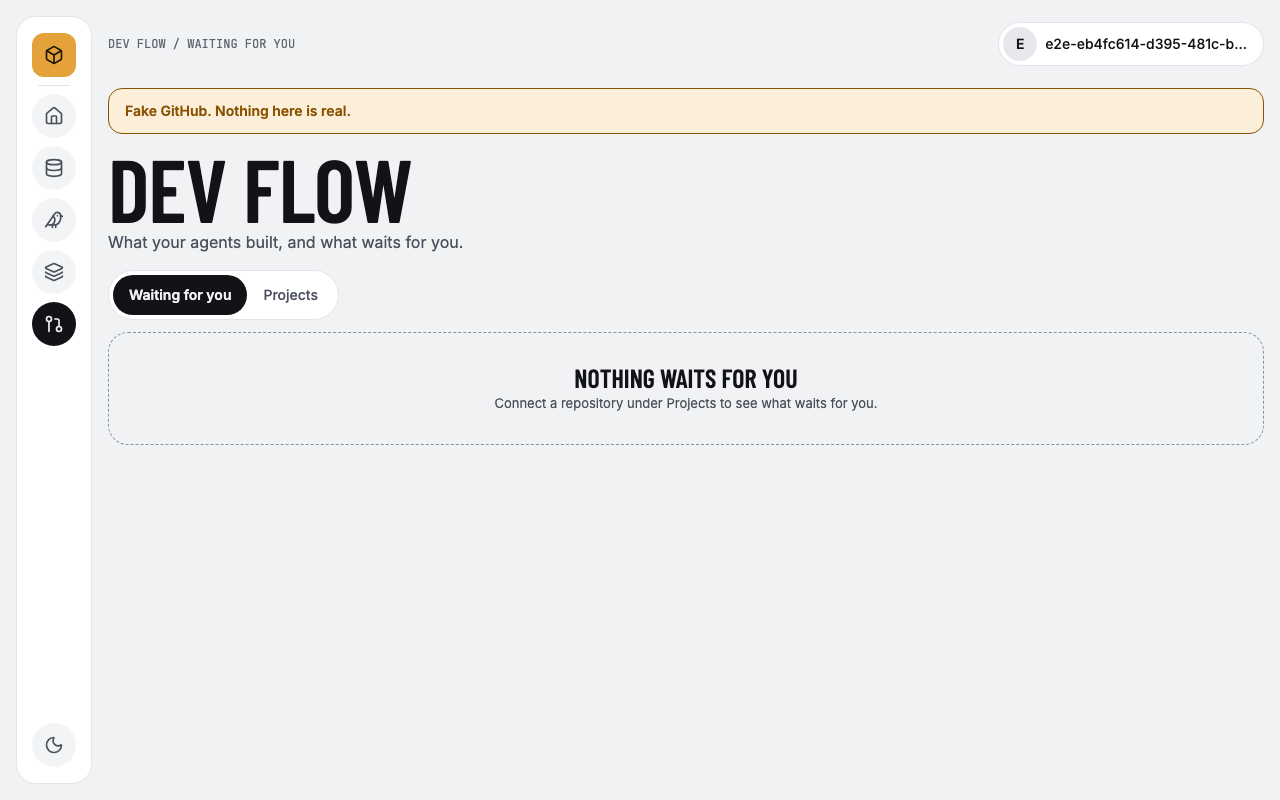 DEV FLOW / WAITING FOR YOU
E
e2e-eb4fc614-d395-481c-b...
Fake GitHub. Nothing here is real.
DEV FLOW
What your agents built, and what waits for you.
Waiting for you
Projects
NOTHING WAITS FOR YOU
Connect a repository under Projects to see what waits for you.